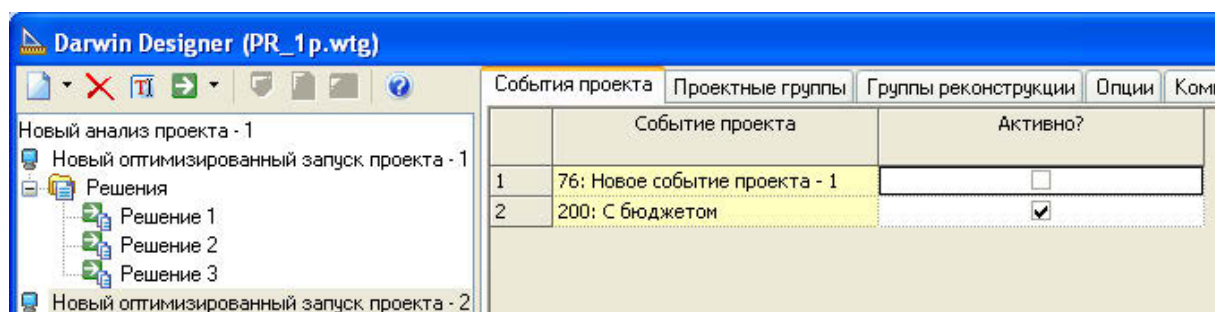 Darwin Designer (PR_1p.wtg)
События проекта Проектные группы Группы реконструкции Опции
Новый анализ проекта - 1
Новый оптимизированный запуск проекта - 1
Решения
Решение 1
Решение 2
Решение 3
Новый оптимизированный запуск проекта - 2
Событие проекта Активно?
1 76: Новое событие проекта - 1
2 200: С бюджетом